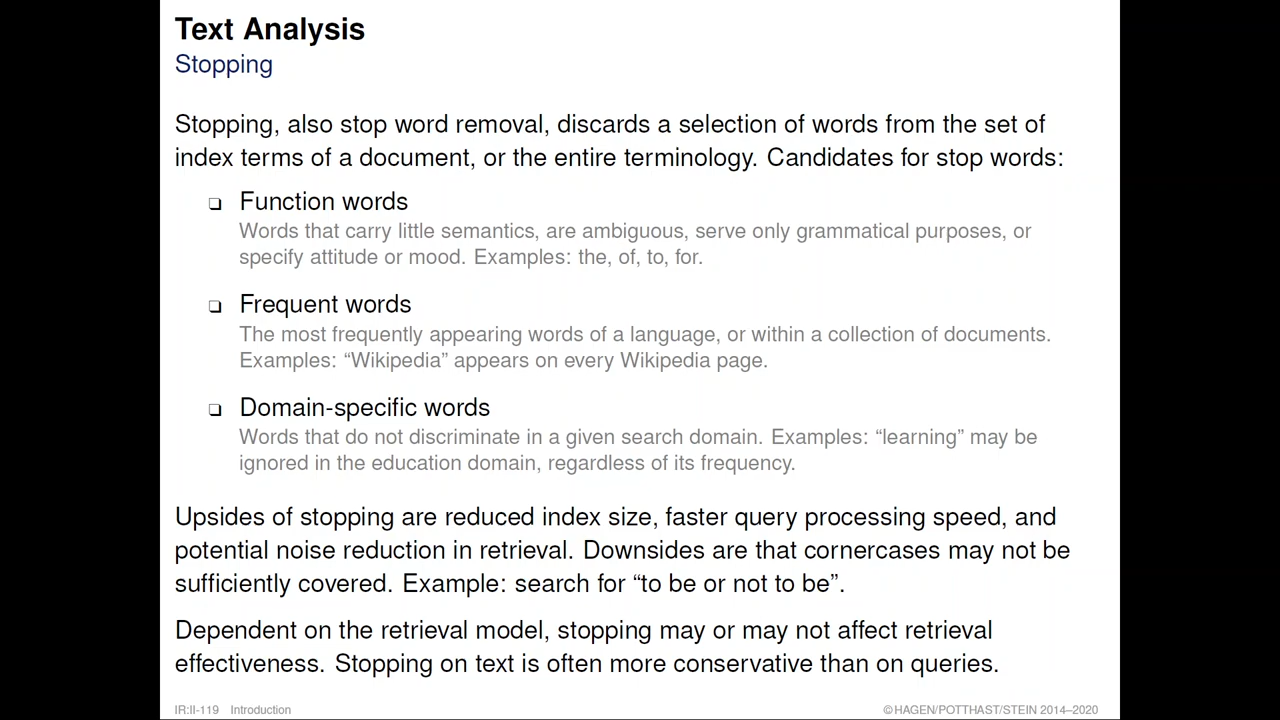 Text Analysis
Stopping
Stopping, also stop word removal, discards a selection of words from the set of
index terms of a document, or the entire terminology. Candidates for stop words:
❏ Function words
Words that carry little semantics, are ambiguous, serve only grammatical purposes, or
specify attitude or mood. Examples: the, of, to, for.
❏ Frequent words
The most frequently appearing words of a language, or within a collection of documents.
Examples: “Wikipedia” appears on every Wikipedia page.
❏ Domain-specific words
Words that do not discriminate in a given search domain. Examples: “learning” may be
ignored in the education domain, regardless of its frequency.
Upsides of stopping are reduced index size, faster query processing speed, and
potential noise reduction in retrieval. Downsides are that cornercases may not be
sufficiently covered. Example: search for “to be or not to be”.
Dependent on the retrieval model, stopping may or may not affect retrieval
effectiveness. Stopping on text is often more conservative than on queries.
IR:II-119 Introduction ©HAGEN/POTTHAST/STEIN 2014–2020